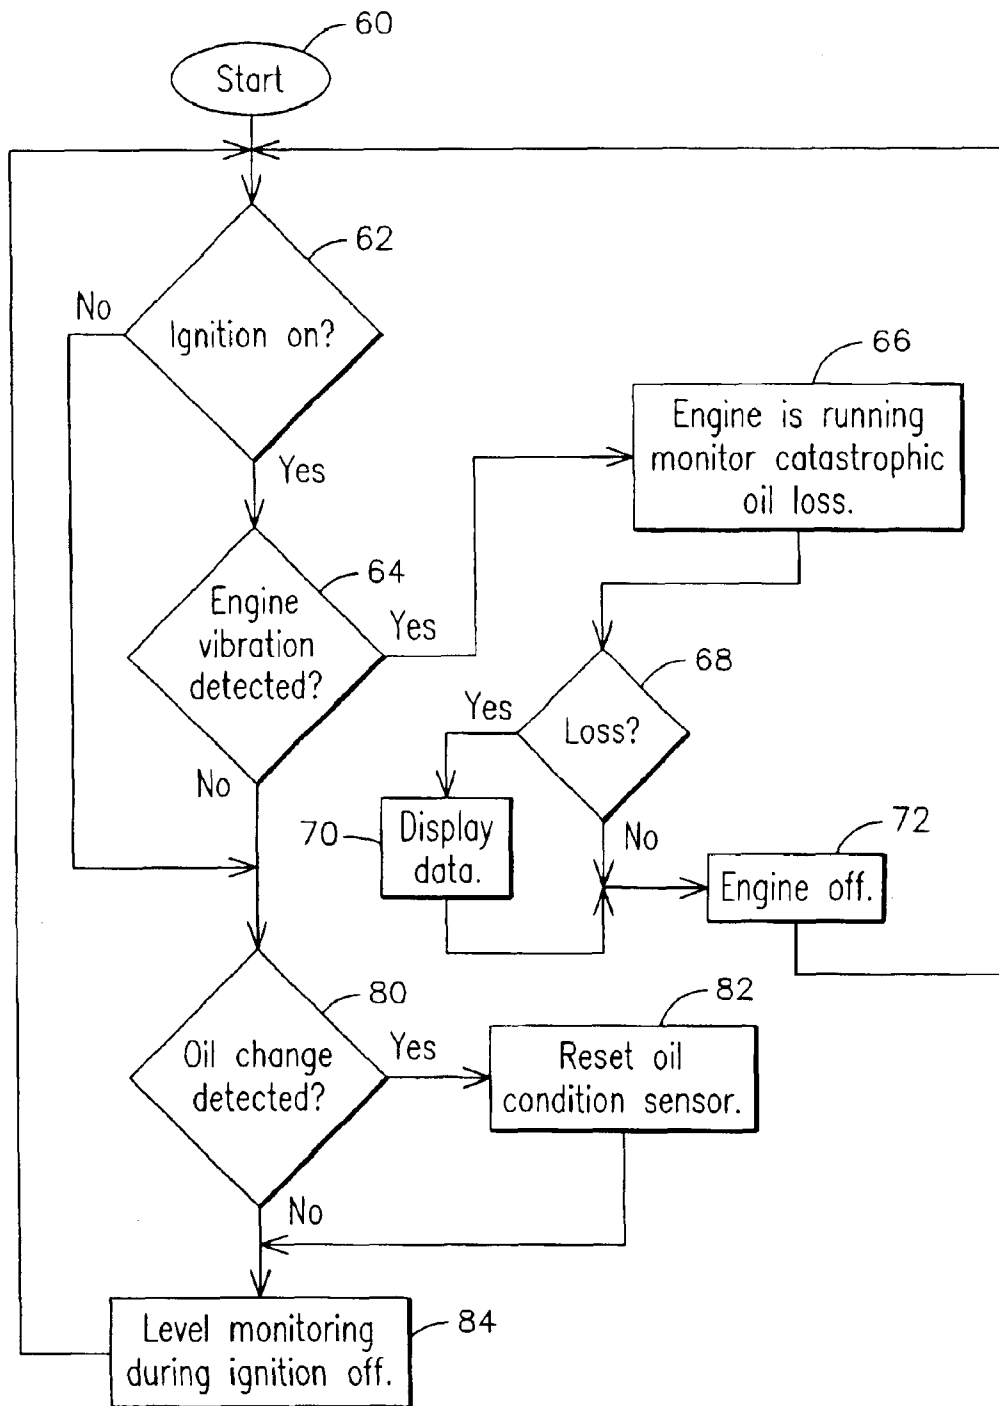 60
Start
62
No
Ignition on?
66
Engine is running
monitor catastrophic
oil loss.
Yes
64
Engine
vibration
detected?
Yes
68
Yes
Loss?
No
70
Display
data.
No
72
Engine off.
80
Oil change
detected?
Yes
82
Reset oil
condition sensor.
No
84
Level monitoring
during ignition off.